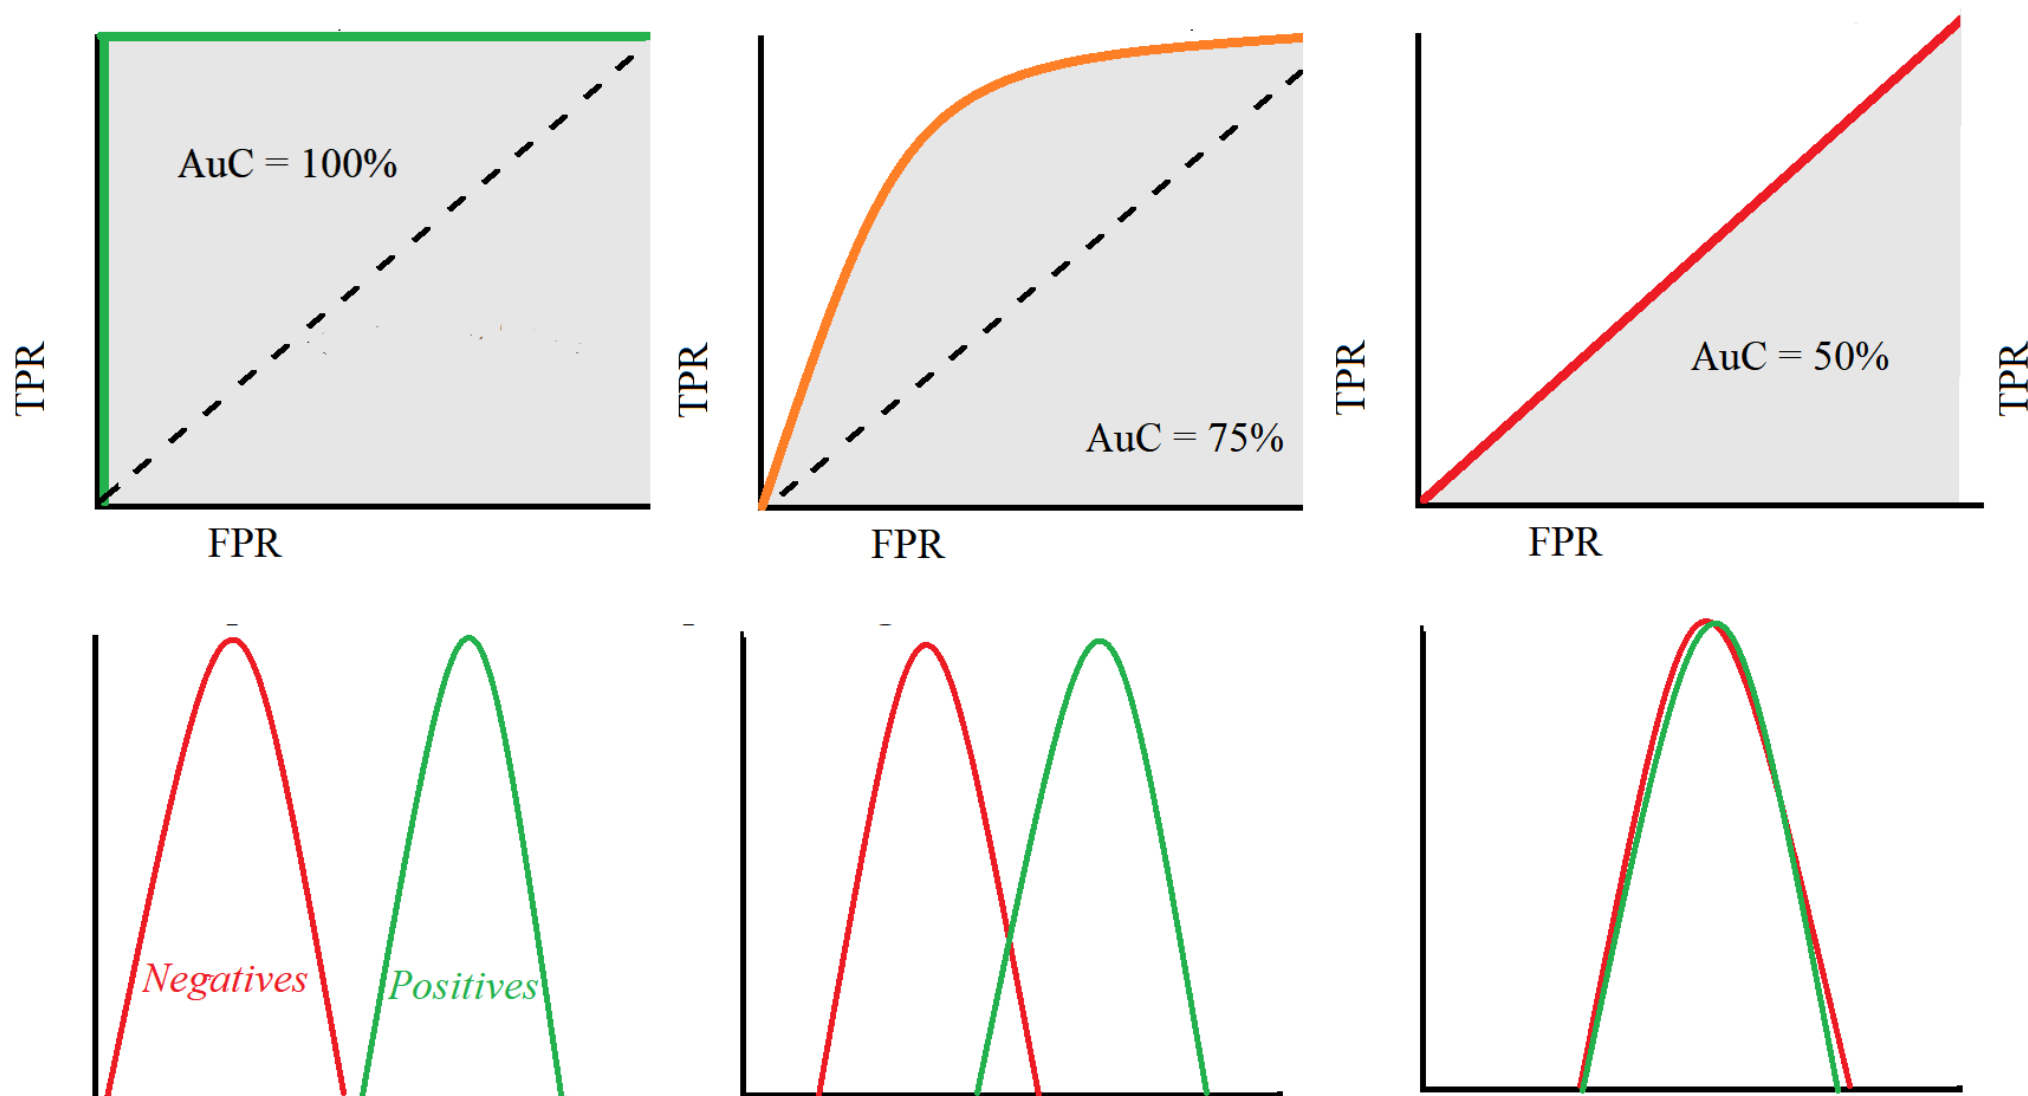 AuC = 100%
TPR
FPR
AuC = 75%
TPR
FPR
AuC = 50%
TPR
FPR
TPR
Negatives
Positives